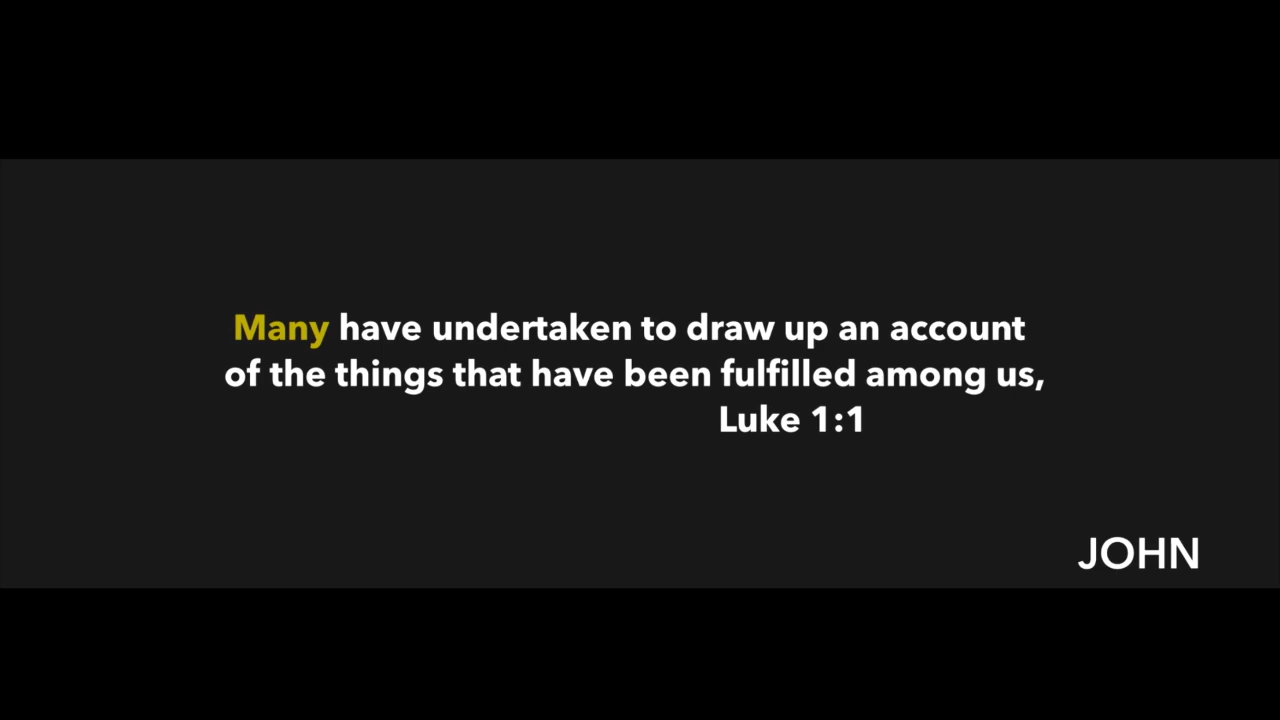 Many have undertaken to draw up an account
of the things that have been fulfilled among us,
Luke 1:1
JOHN